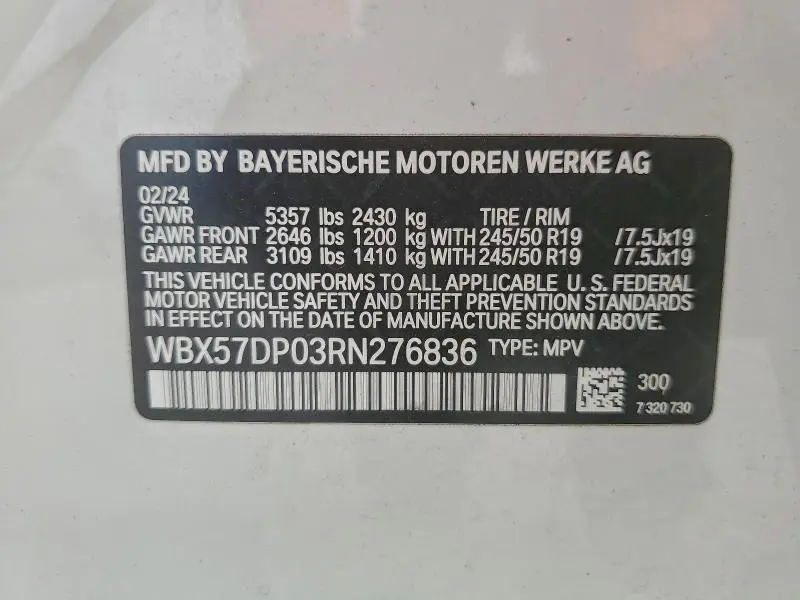 MFD BY BAYERISCHE MOTOREN WERKE AG
02/24
GVWR 5357 lbs 2430 kg TIRE / RIM
GAWR FRONT 2646 lbs 1200 kg WITH 245/50 R19 /7.5Jx19
GAWR REAR 3109 lbs 1410 kg WITH 245/50 R19 /7.5Jx19
THIS VEHICLE CONFORMS TO ALL APPLICABLE U. S. FEDERAL
MOTOR VEHICLE SAFETY AND THEFT PREVENTION STANDARDS
IN EFFECT ON THE DATE OF MANUFACTURE SHOWN ABOVE.
WBX57DP03RN276836 TYPE: MPV
300
7 320 730